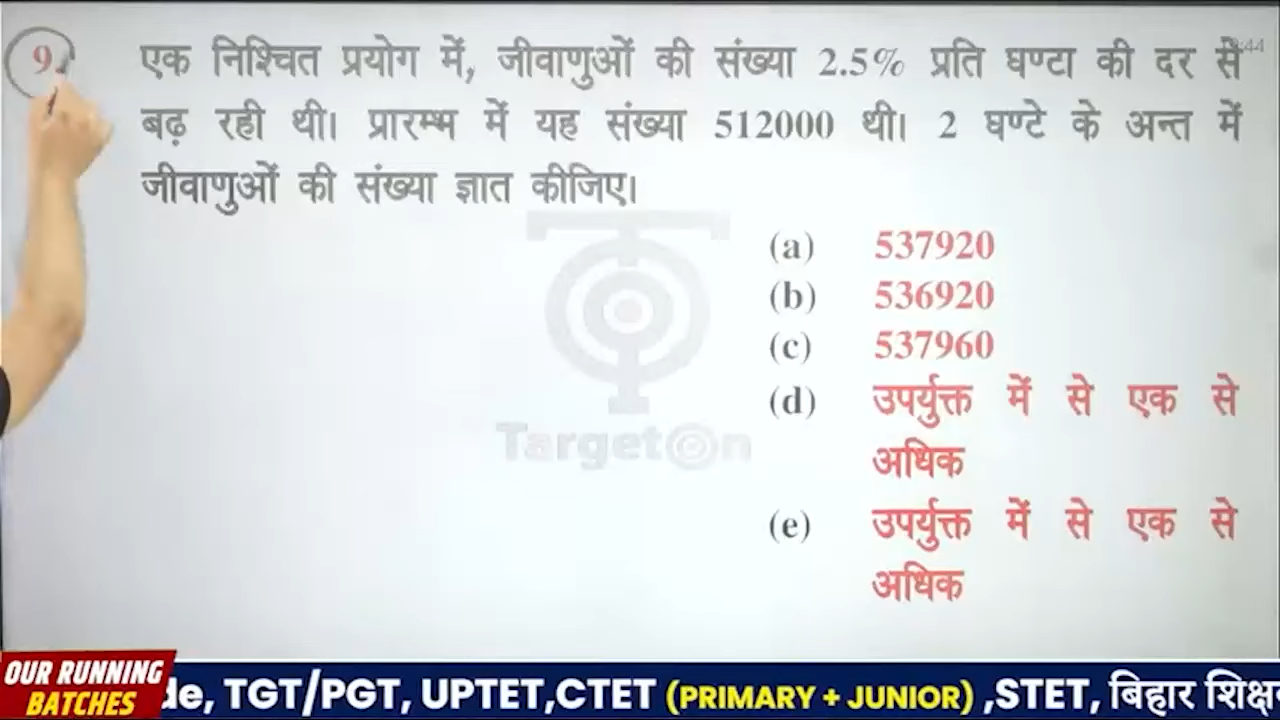 9.
एक निश्चित प्रयोग में, जीवाणुओं की संख्या 2.5% प्रति घण्टा की दर से
बढ़ रही थी। प्रारम्भ में यह संख्या 512000 थी। 2 घण्टे के अन्त में
जीवाणुओं की संख्या ज्ञात कीजिए।
(a) 537920
(b) 536920
(c) 537960
(d) उपर्युक्त में से एक से
अधिक
(e) उपर्युक्त में से एक से
अधिक
TargetOn
OUR RUNNING
BATCHES
de, TGT/PGT, UPTET,CTET (PRIMARY + JUNIOR) ,STET, बिहार